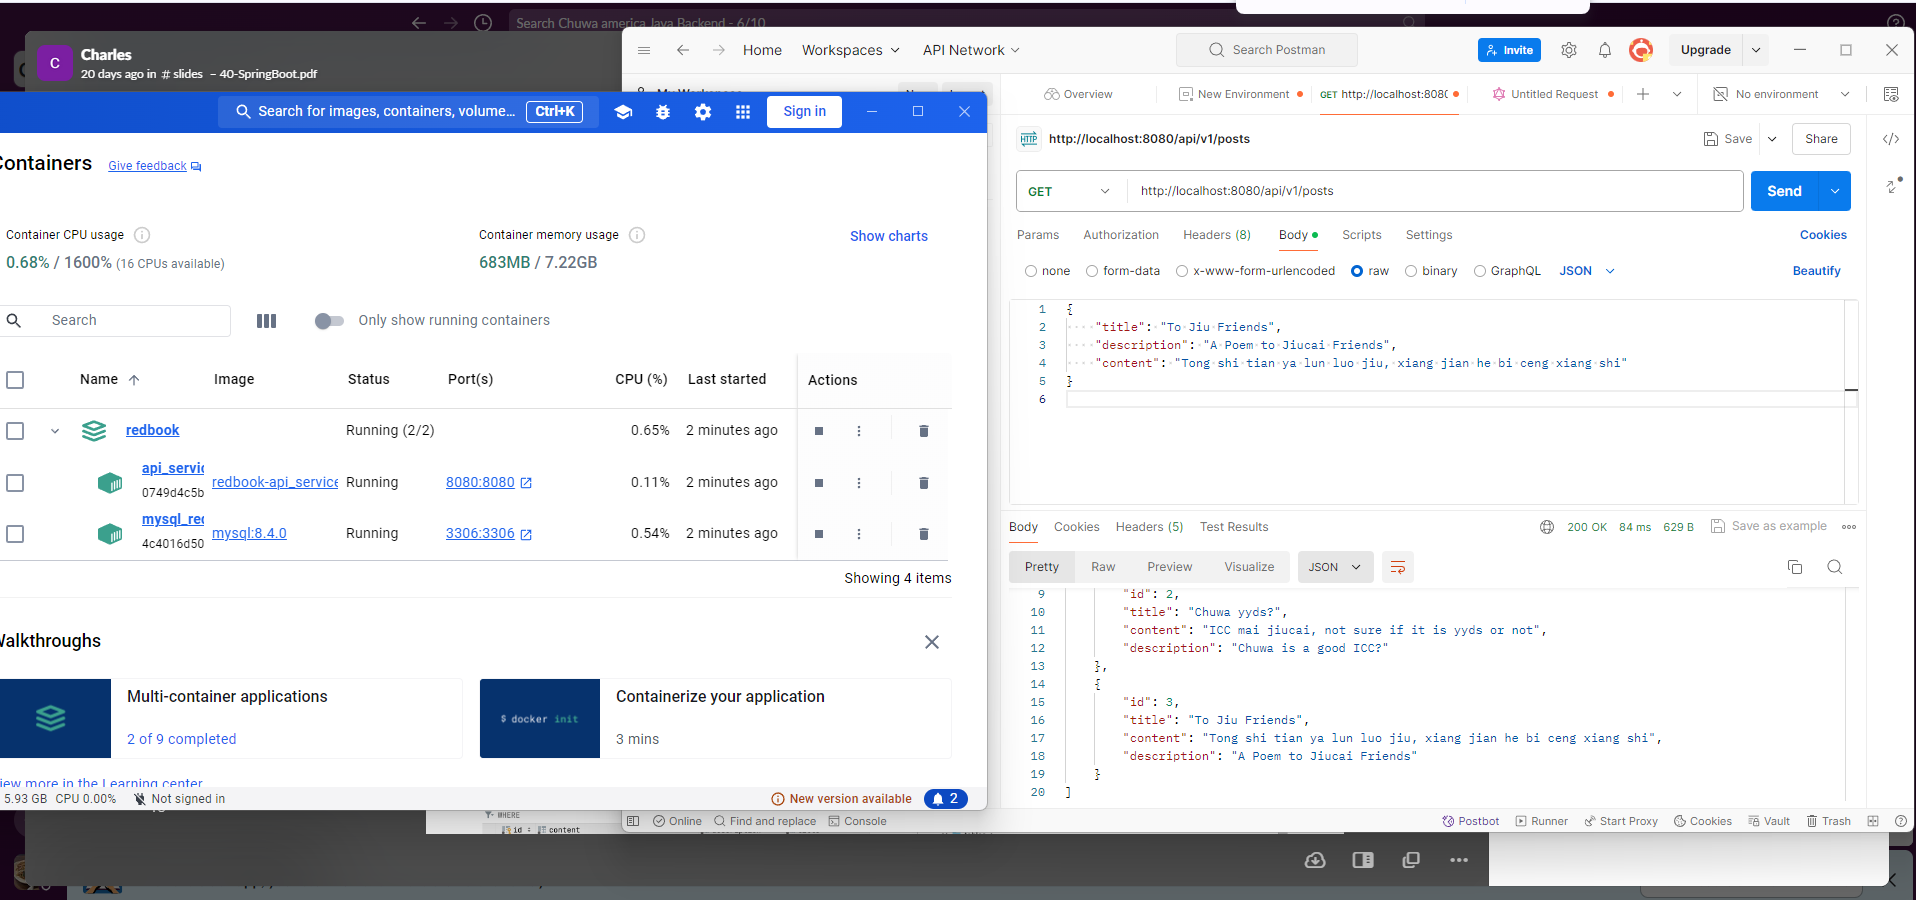 Search Chuwa america Java Backend - 6/10
C
Charles
20 days ago in # slides – 40-SpringBoot.pdf
Search for images, containers, volume...
Ctrl+K
Sign in
Containers
Give feedback
Container CPU usage
0.68% / 1600% (16 CPUs available)
Container memory usage
683MB / 7.22GB
Show charts
Search
Only show running containers
Name
Image
Status
Port(s)
CPU (%)
Last started
Actions
redbook
Running (2/2)
0.65%
2 minutes ago
api_servic
0749d4c5b
redbook-api_service
Running
8080:8080
0.11%
2 minutes ago
mysql_red
4c4016d50
mysql:8.4.0
Running
3306:3306
0.54%
2 minutes ago
Showing 4 items
Walkthroughs
Multi-container applications
2 of 9 completed
$ docker init
Containerize your application
3 mins
iew more in the Learning center
5.93 GB CPU 0.00%
Not signed in
New version available
2
WHERE
id : content
Home
Workspaces
API Network
Search Postman
Invite
Upgrade
Overview
New Environment
GET http://localhost:8080
Untitled Request
No environment
HTTP
http://localhost:8080/api/v1/posts
Save
Share
GET
http://localhost:8080/api/v1/posts
Send
Params
Authorization
Headers (8)
Body
Scripts
Settings
Cookies
none
form-data
x-www-form-urlencoded
raw
binary
GraphQL
JSON
Beautify
1 {
2 "title": "To Jiu Friends",
3 "description": "A Poem to Jiucai Friends",
4 "content": "Tong shi tian ya lun luo jiu, xiang jian he bi ceng xiang shi"
5 }
6
Body
Cookies
Headers (5)
Test Results
200 OK
84 ms
629 B
Save as example
Pretty
Raw
Preview
Visualize
JSON
9 "id": 2,
10 "title": "Chuwa yyds?",
11 "content": "ICC mai jiucai, not sure if it is yyds or not",
12 "description": "Chuwa is a good ICC?"
13 },
14 {
15 "id": 3,
16 "title": "To Jiu Friends",
17 "content": "Tong shi tian ya lun luo jiu, xiang jian he bi ceng xiang shi",
18 "description": "A Poem to Jiucai Friends"
19 }
20 ]
Online
Find and replace
Console
Postbot
Runner
Start Proxy
Cookies
Vault
Trash